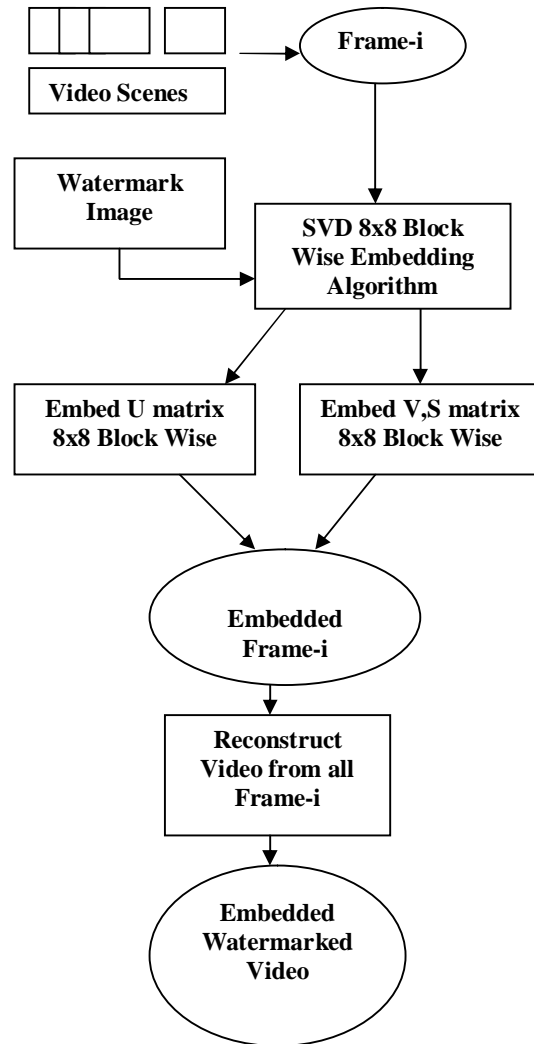 Frame-i
Video Scenes
Watermark
Image
SVD 8x8 Block
Wise Embedding
Algorithm
Embed U matrix
8x8 Block Wise
Embed V,S matrix
8x8 Block Wise
Embedded
Frame-i
Reconstruct
Video from all
Frame-i
Embedded
Watermarked
Video